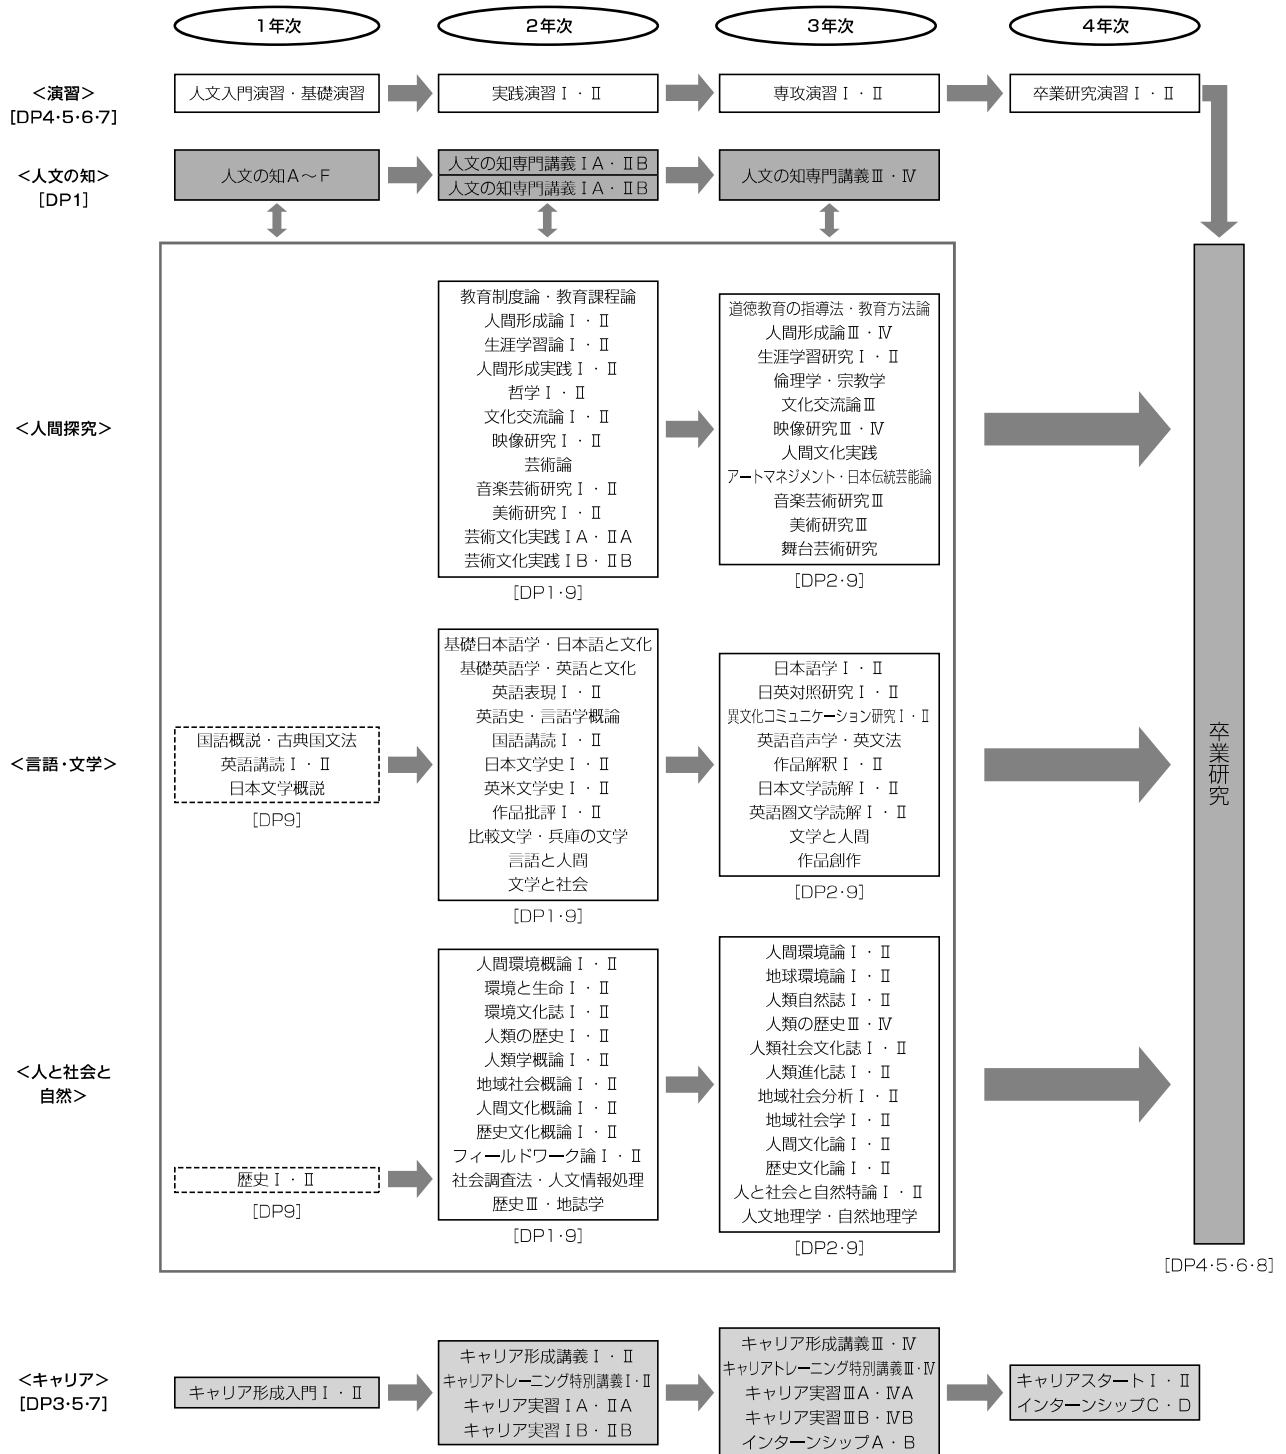 1年次
2年次
3年次
4年次
<演習>
[DP4・5・6・7]
人文入門演習・基礎演習
実践演習Ⅰ・Ⅱ
専攻演習Ⅰ・Ⅱ
卒業研究演習Ⅰ・Ⅱ
<人文の知>
[DP1]
人文の知A〜F
人文の知専門講義ⅠA・ⅡB
人文の知専門講義ⅠA・ⅡB
人文の知専門講義Ⅲ・Ⅳ
<人間探究>
教育制度論・教育課程論
人間形成論Ⅰ・Ⅱ
生涯学習論Ⅰ・Ⅱ
人間形成実践Ⅰ・Ⅱ
哲学Ⅰ・Ⅱ
文化交流論Ⅰ・Ⅱ
映像研究Ⅰ・Ⅱ
芸術論
音楽芸術研究Ⅰ・Ⅱ
美術研究Ⅰ・Ⅱ
芸術文化実践ⅠA・ⅡA
芸術文化実践ⅠB・ⅡB
[DP1・9]
道徳教育の指導法・教育方法論
人間形成論Ⅲ・Ⅳ
生涯学習研究Ⅰ・Ⅱ
倫理学・宗教学
文化交流論Ⅲ
映像研究Ⅲ・Ⅳ
人間文化実践
アートマネジメント・日本伝統芸能論
音楽芸術研究Ⅲ
美術研究Ⅲ
舞台芸術研究
[DP2・9]
<言語・文学>
国語概説・古典国文法
英語講読Ⅰ・Ⅱ
日本文学概説
[DP9]
基礎日本語学・日本語と文化
基礎英語学・英語と文化
英語表現Ⅰ・Ⅱ
英語史・言語学概論
国語講読Ⅰ・Ⅱ
日本文学史Ⅰ・Ⅱ
英米文学史Ⅰ・Ⅱ
作品批評Ⅰ・Ⅱ
比較文学・兵庫の文学
言語と人間
文学と社会
[DP1・9]
日本語学Ⅰ・Ⅱ
日英対照研究Ⅰ・Ⅱ
異文化コミュニケーション研究Ⅰ・Ⅱ
英語音声学・英文法
作品解釈Ⅰ・Ⅱ
日本文学読解Ⅰ・Ⅱ
英語圏文学読解Ⅰ・Ⅱ
文学と人間
作品創作
[DP2・9]
<人と社会と
自然>
歴史Ⅰ・Ⅱ
[DP9]
人間環境概論Ⅰ・Ⅱ
環境と生命Ⅰ・Ⅱ
環境文化誌Ⅰ・Ⅱ
人類の歴史Ⅰ・Ⅱ
人類学概論Ⅰ・Ⅱ
地域社会概論Ⅰ・Ⅱ
人間文化概論Ⅰ・Ⅱ
歴史文化概論Ⅰ・Ⅱ
フィールドワーク論Ⅰ・Ⅱ
社会調査法・人文情報処理
歴史Ⅲ・地誌学
[DP1・9]
人間環境論Ⅰ・Ⅱ
地球環境論Ⅰ・Ⅱ
人類自然誌Ⅰ・Ⅱ
人類の歴史Ⅲ・Ⅳ
人類社会文化誌Ⅰ・Ⅱ
人類進化誌Ⅰ・Ⅱ
地域社会分析Ⅰ・Ⅱ
地域社会学Ⅰ・Ⅱ
人間文化論Ⅰ・Ⅱ
歴史文化論Ⅰ・Ⅱ
人と社会と自然特論Ⅰ・Ⅱ
人文地理学・自然地理学
[DP2・9]
卒業研究
[DP4・5・6・8]
<キャリア>
[DP3・5・7]
キャリア形成入門Ⅰ・Ⅱ
キャリア形成講義Ⅰ・Ⅱ
キャリアトレーニング特別講義Ⅰ・Ⅱ
キャリア実習ⅠA・ⅡA
キャリア実習ⅠB・ⅡB
キャリア形成講義Ⅲ・Ⅳ
キャリアトレーニング特別講義Ⅲ・Ⅳ
キャリア実習ⅢA・ⅣA
キャリア実習ⅢB・ⅣB
インターンシップA・B
キャリアスタートⅠ・Ⅱ
インターンシップC・D